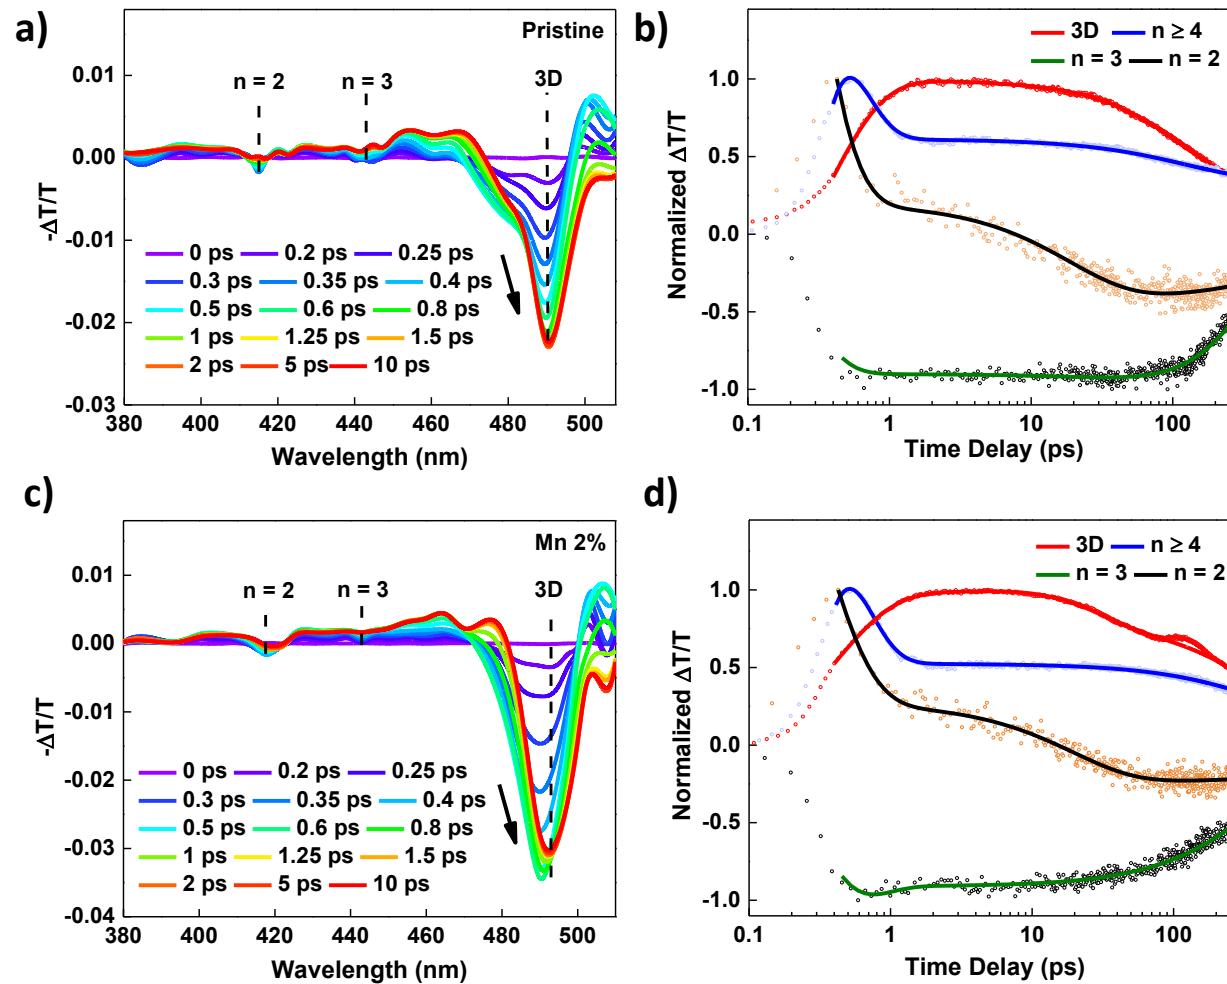 a)
Pristine
n = 2
n = 3
3D
0.01
0.00
-0.01
-0.02
-0.03
-ΔT/T
0 ps 0.2 ps 0.25 ps
0.3 ps 0.35 ps 0.4 ps
0.5 ps 0.6 ps 0.8 ps
1 ps 1.25 ps 1.5 ps
2 ps 5 ps 10 ps
380 400 420 440 460 480 500
Wavelength (nm)
b)
3D n ≥ 4
n = 3 n = 2
1.0
0.5
0.0
-0.5
-1.0
Normalized ΔT/T
0.1 1 10 100
Time Delay (ps)
c)
Mn 2%
n = 2
n = 3
3D
0.01
0.00
-0.01
-0.02
-0.03
-0.04
-ΔT/T
0 ps 0.2 ps 0.25 ps
0.3 ps 0.35 ps 0.4 ps
0.5 ps 0.6 ps 0.8 ps
1 ps 1.25 ps 1.5 ps
2 ps 5 ps 10 ps
380 400 420 440 460 480 500
Wavelength (nm)
d)
3D n ≥ 4
n = 3 n = 2
1.0
0.5
0.0
-0.5
-1.0
Normalized ΔT/T
0.1 1 10 100
Time Delay (ps)